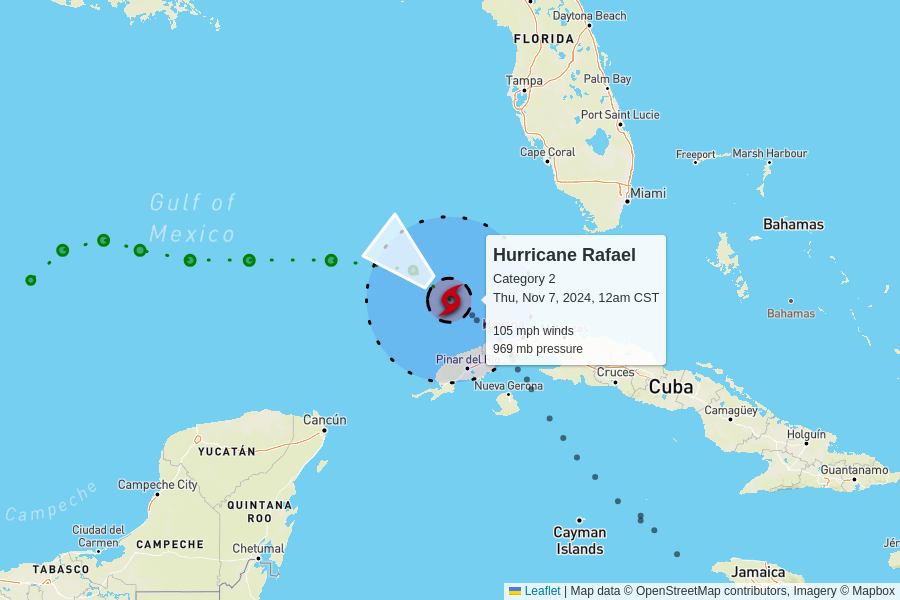 Daytona Beach
FLORIDA
Tampa
Palm Bay
Port Saint Lucie
Cape Coral
Freeport
Marsh Harbour
Miami
Gulf of
Mexico
Bahamas
Hurricane Rafael
Category 2
Thu, Nov 7, 2024, 12am CST
105 mph winds
969 mb pressure
Bahamas
Pinar del
Cruces
Nueva Gerona
Cuba
Camagüey
Cancún
Holguín
YUCATÁN
Guantanamo
Campeche City
Campeche
QUINTANA
ROO
Ciudad del
Carmen
CAMPECHE
Cayman
Islands
Chetumal
TABASCO
Jamaica
Jér
Leaflet | Map data © OpenStreetMap contributors, Imagery © Mapbox